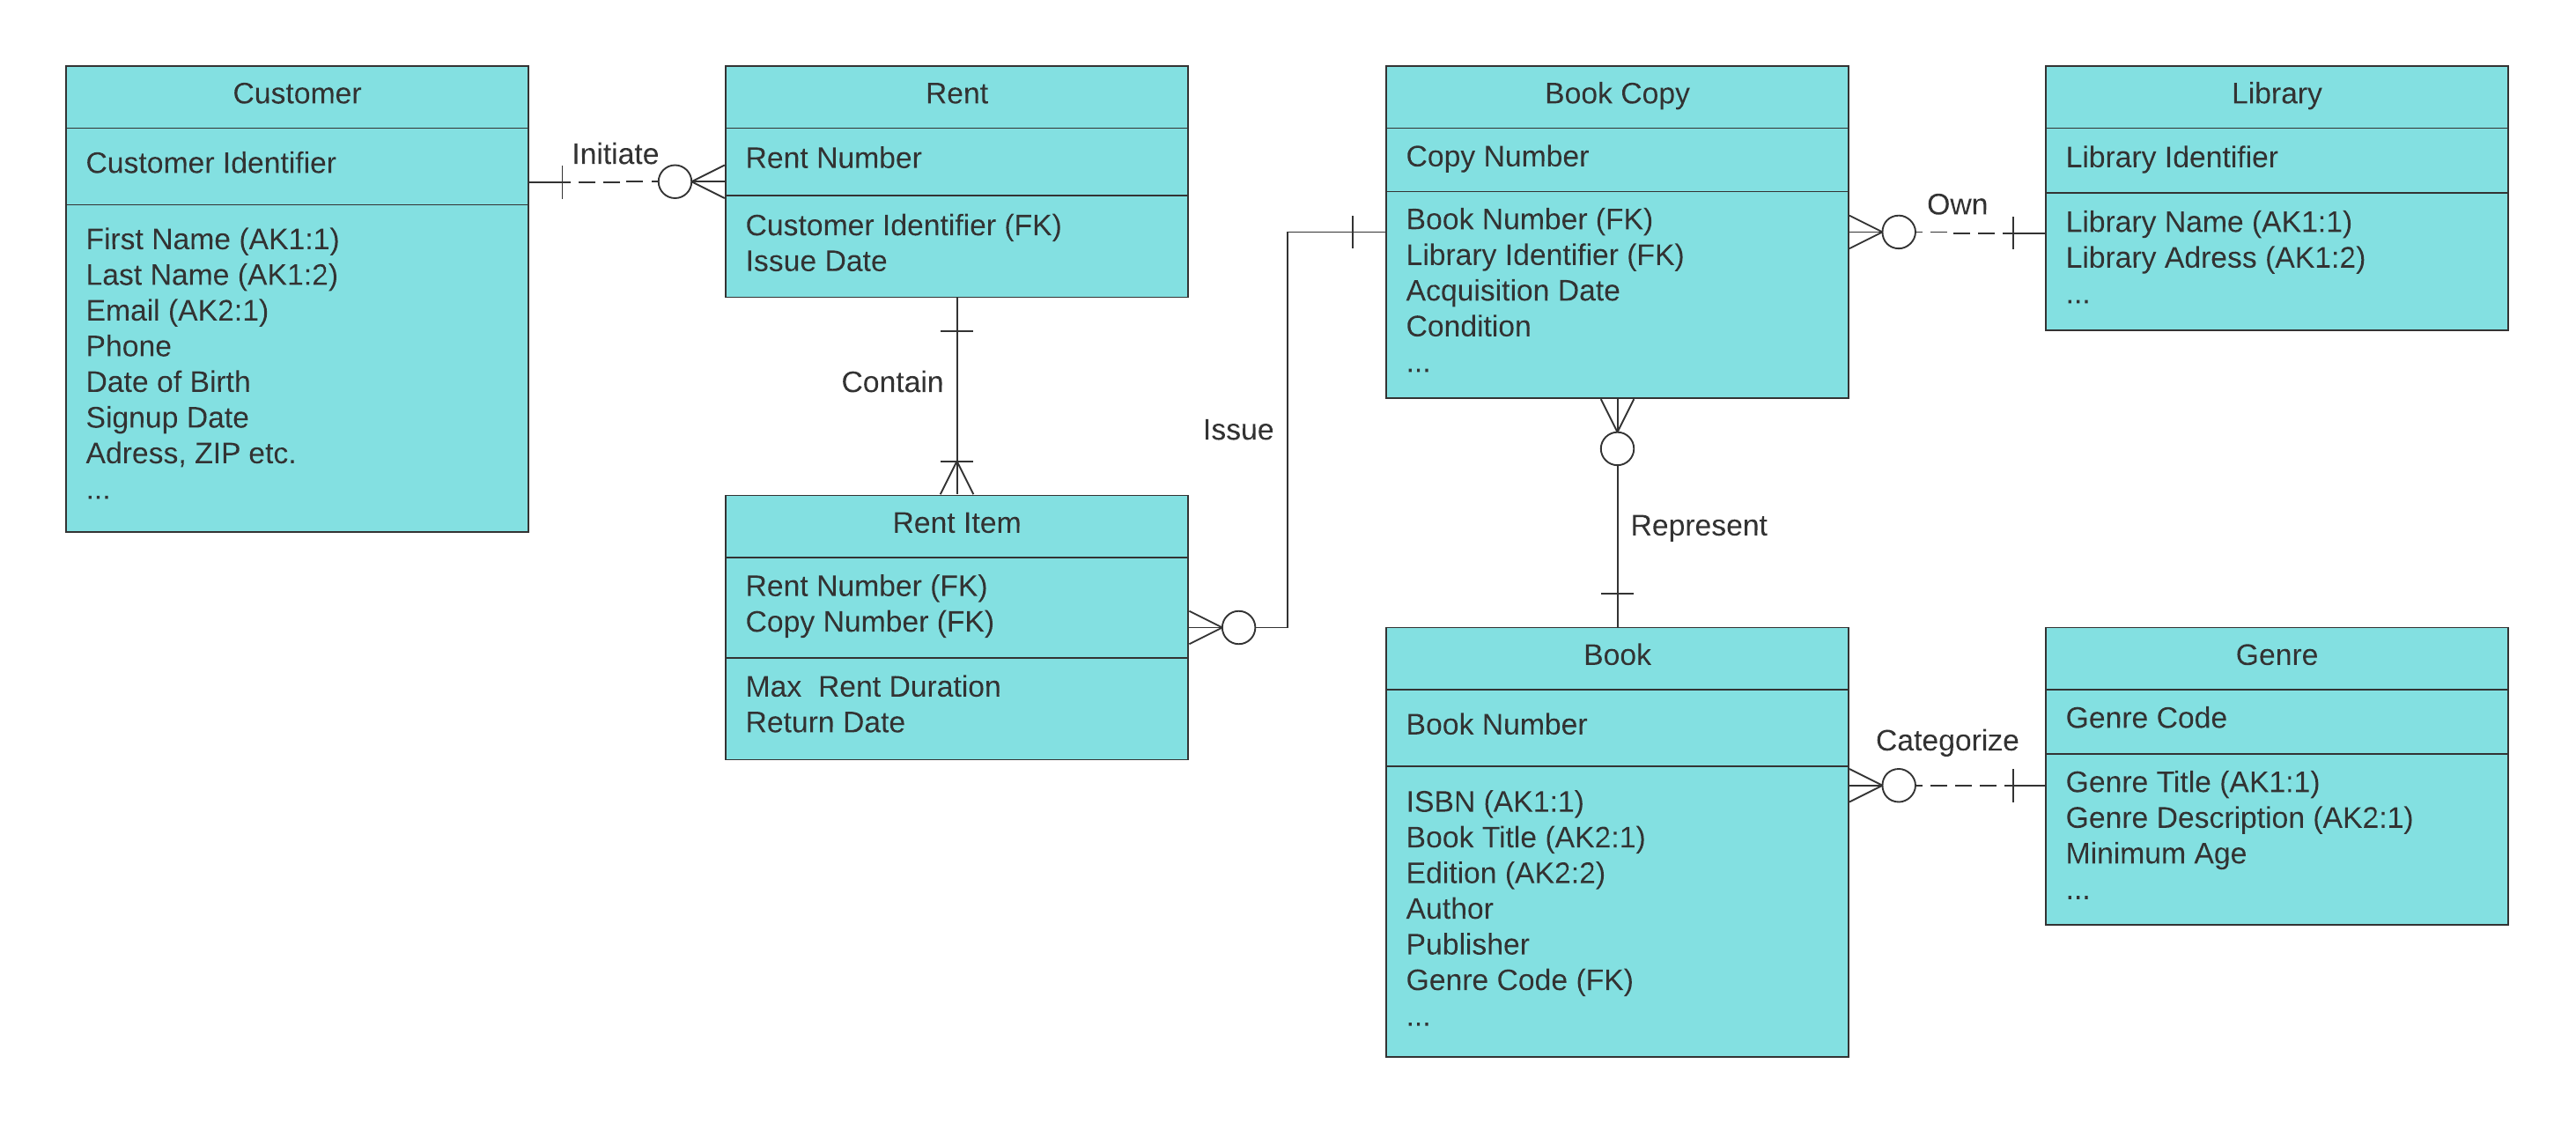 Customer
Customer Identifier
First Name (AK1:1)
Last Name (AK1:2)
Email (AK2:1)
Phone
Date of Birth
Signup Date
Adress, ZIP etc.
...
Initiate
Rent
Rent Number
Customer Identifier (FK)
Issue Date
Contain
Rent Item
Rent Number (FK)
Copy Number (FK)
Max  Rent Duration
Return Date
Issue
Book Copy
Copy Number
Book Number (FK)
Library Identifier (FK)
Acquisition Date
Condition
...
Own
Library
Library Identifier
Library Name (AK1:1)
Library Adress (AK1:2)
...
Represent
Book
Book Number
ISBN (AK1:1)
Book Title (AK2:1)
Edition (AK2:2)
Author
Publisher
Genre Code (FK)
...
Categorize
Genre
Genre Code
Genre Title (AK1:1)
Genre Description (AK2:1)
Minimum Age
...